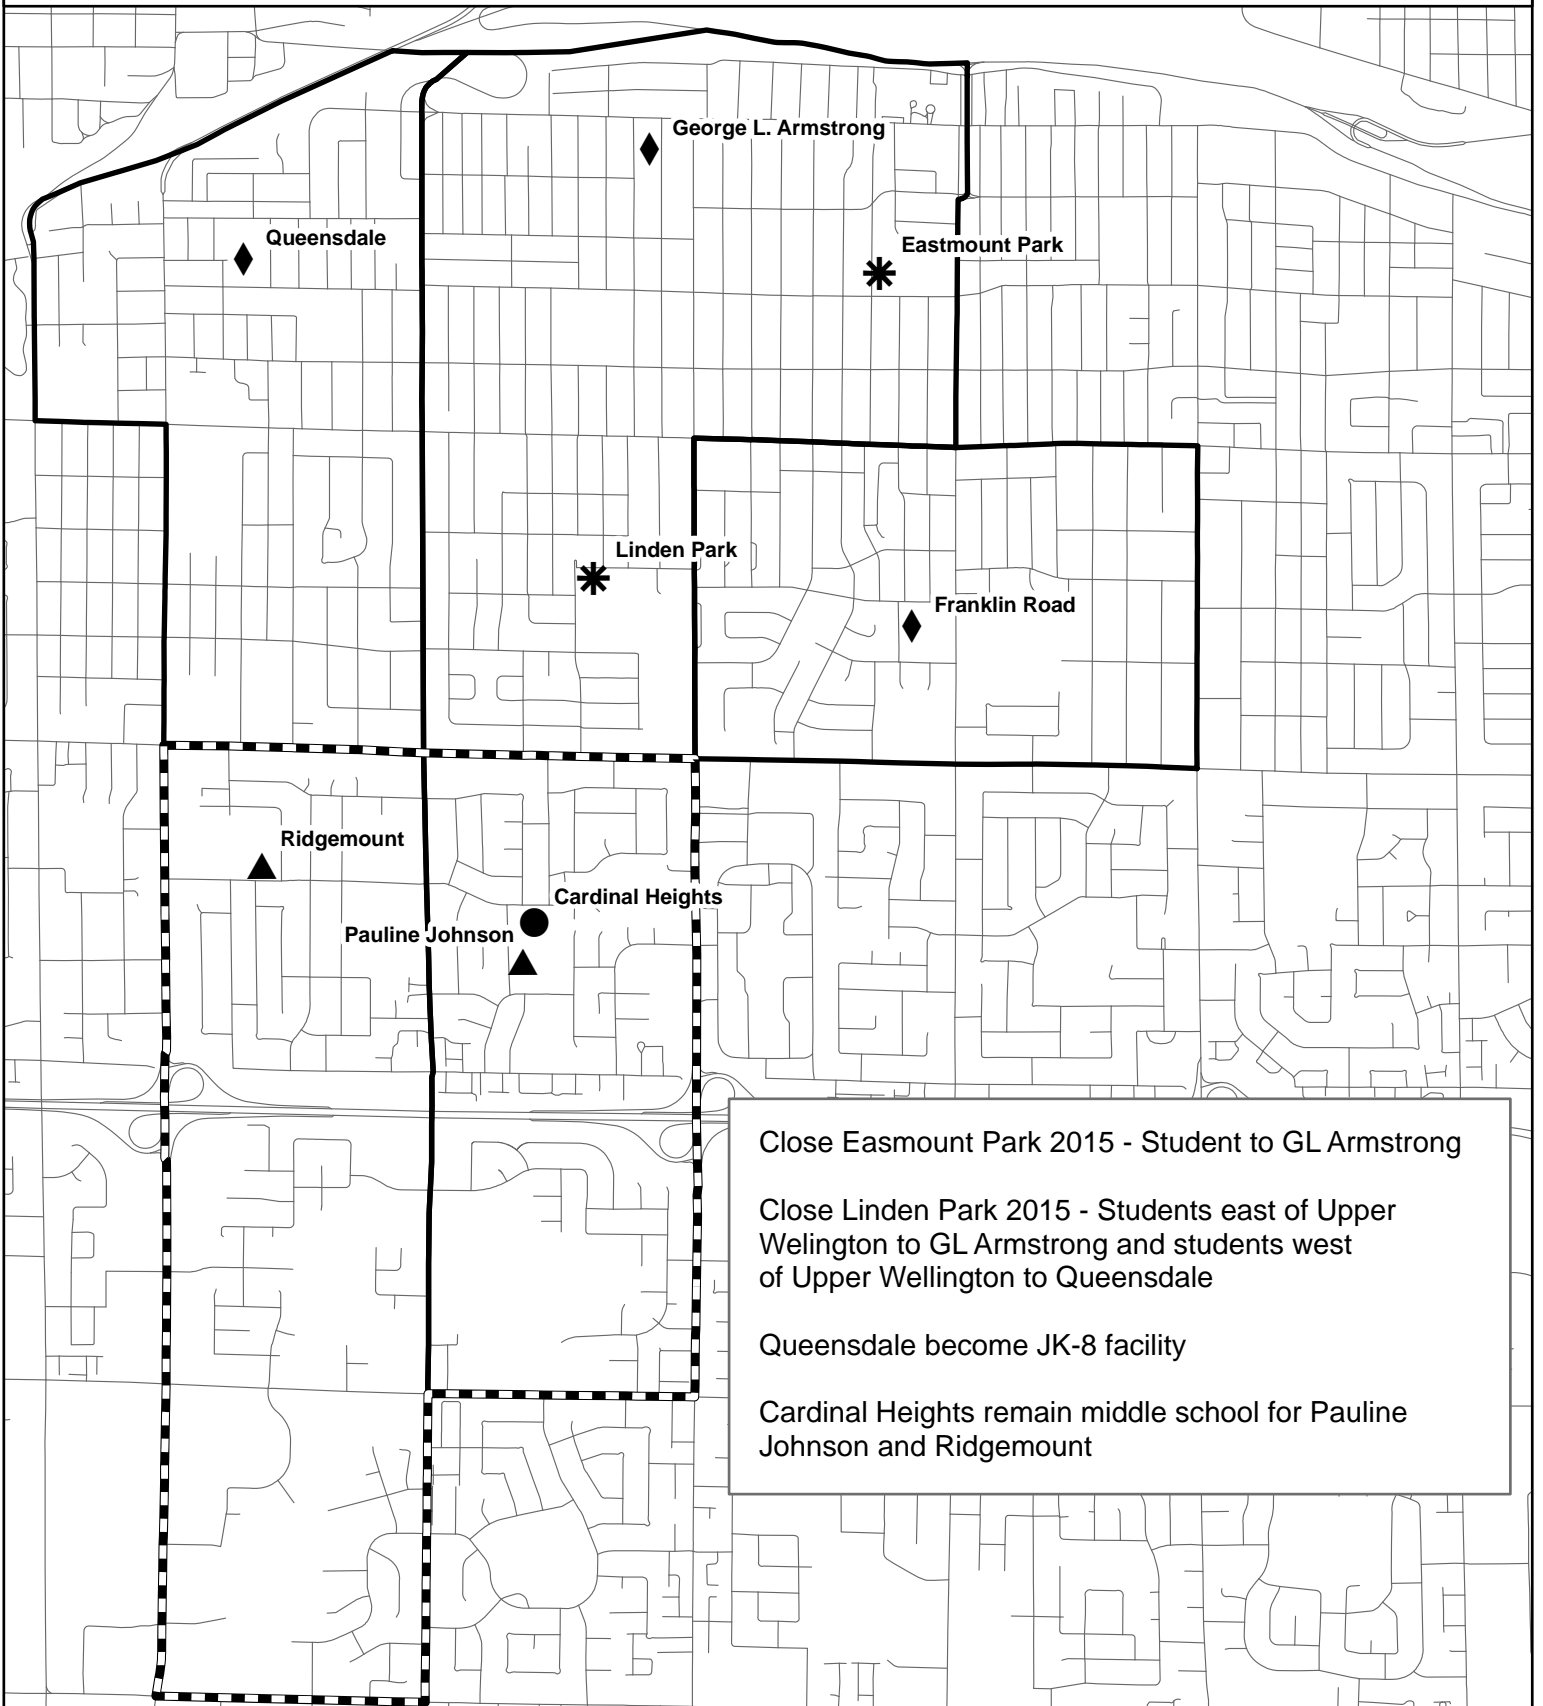 George L. Armstrong
Queensdale
Eastmount Park
Linden Park
Franklin Road
Ridgemount
Cardinal Heights
Pauline Johnson
Close Easmount Park 2015 - Student to GL Armstrong
Close Linden Park 2015 - Students east of Upper
Welington to GL Armstrong and students west
of Upper Wellington to Queensdale
Queensdale become JK-8 facility
Cardinal Heights remain middle school for Pauline
Johnson and Ridgemount